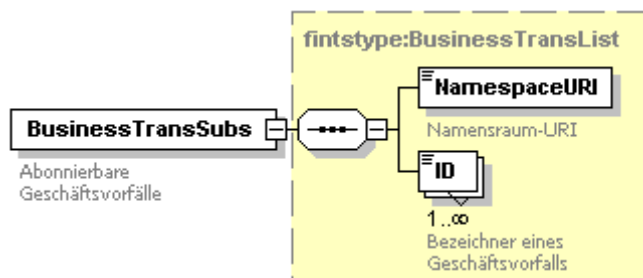 fintstype:BusinessTransList
NamespaceURI
Namensraum-URI
BusinessTransSubs
Abonnierbare
Geschäftsvorfälle
ID
1..∞
Bezeichner eines
Geschäftsvorfalls